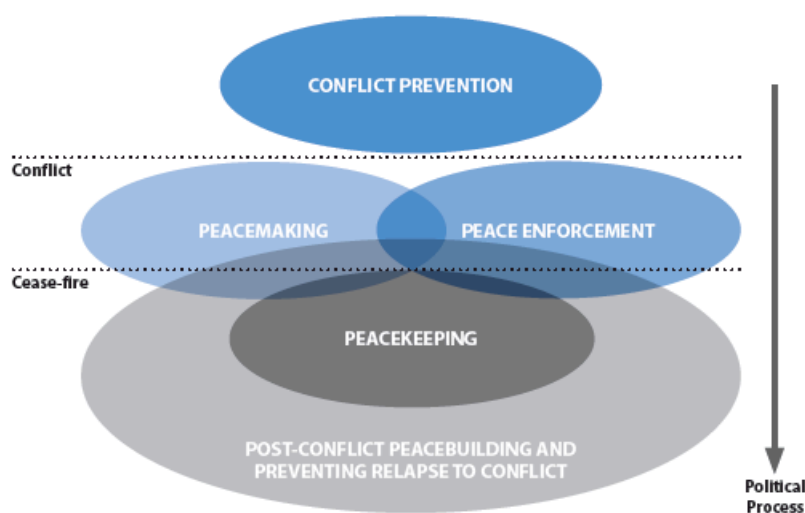 CONFLICT PREVENTION
Conflict
PEACEMAKING
PEACE ENFORCEMENT
Cease-fire
PEACEKEEPING
POST-CONFLICT PEACEBUILDING AND
PREVENTING RELAPSE TO CONFLICT
Political
Process